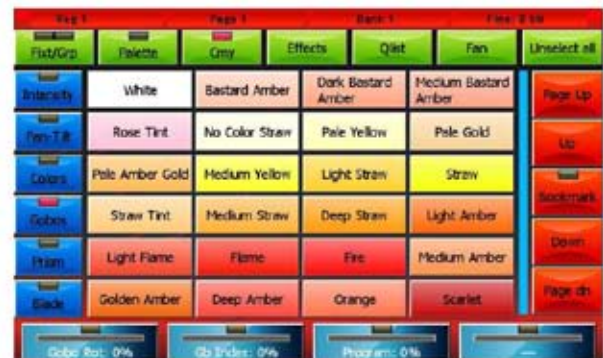 Page 1
Bank 1
Fixt/Grp
Palette
Cmy
Effects
Qlist
Fan
Unselect all
Intensity
White
Bastard Amber
Dark Bastard
Amber
Medium Bastard
Amber
Page Up
Pan-Tilt
Rose Tint
No Color Straw
Pale Yellow
Pale Gold
Up
Colors
Pale Amber Gold
Medium Yellow
Light Straw
Straw
Bookmark
Gobos
Straw Tint
Medium Straw
Deep Straw
Light Amber
Down
Prism
Light Flame
Flame
Fire
Medium Amber
Page dn
Blade
Golden Amber
Deep Amber
Orange
Scarlet
Gobo Rot: 0%
Gb Index: 0%
Program: 0%